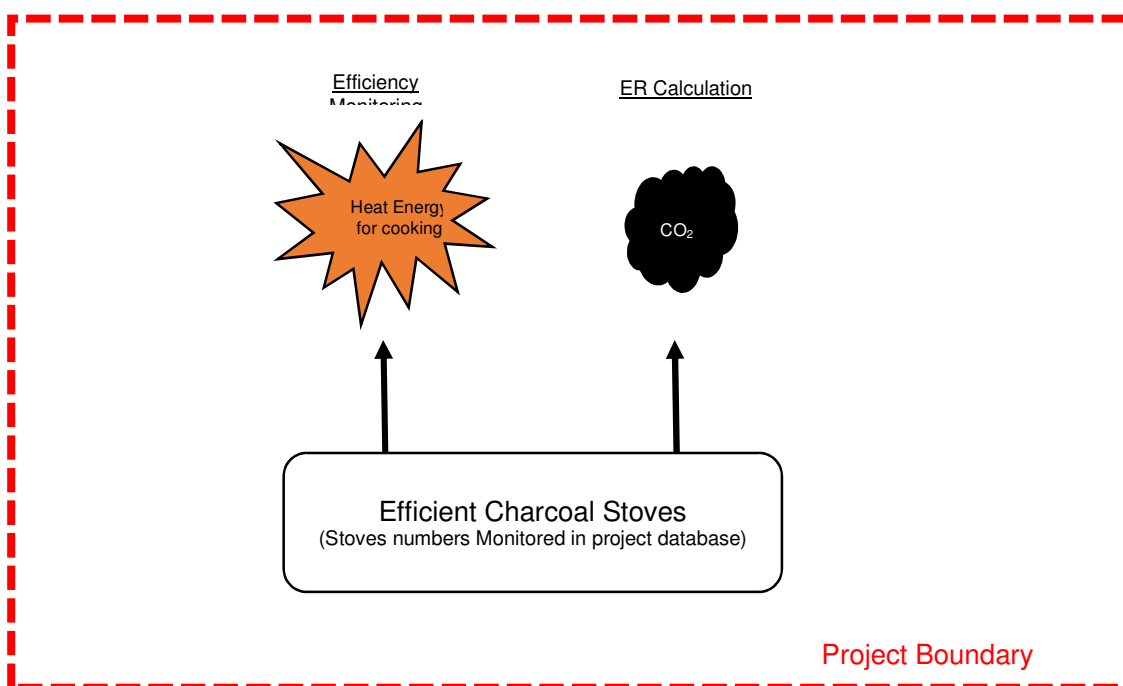 Efficiency
Monitoring
ER Calculation
Heat Energy
for cooking
CO₂
Efficient Charcoal Stoves
(Stoves numbers Monitored in project database)
Project Boundary